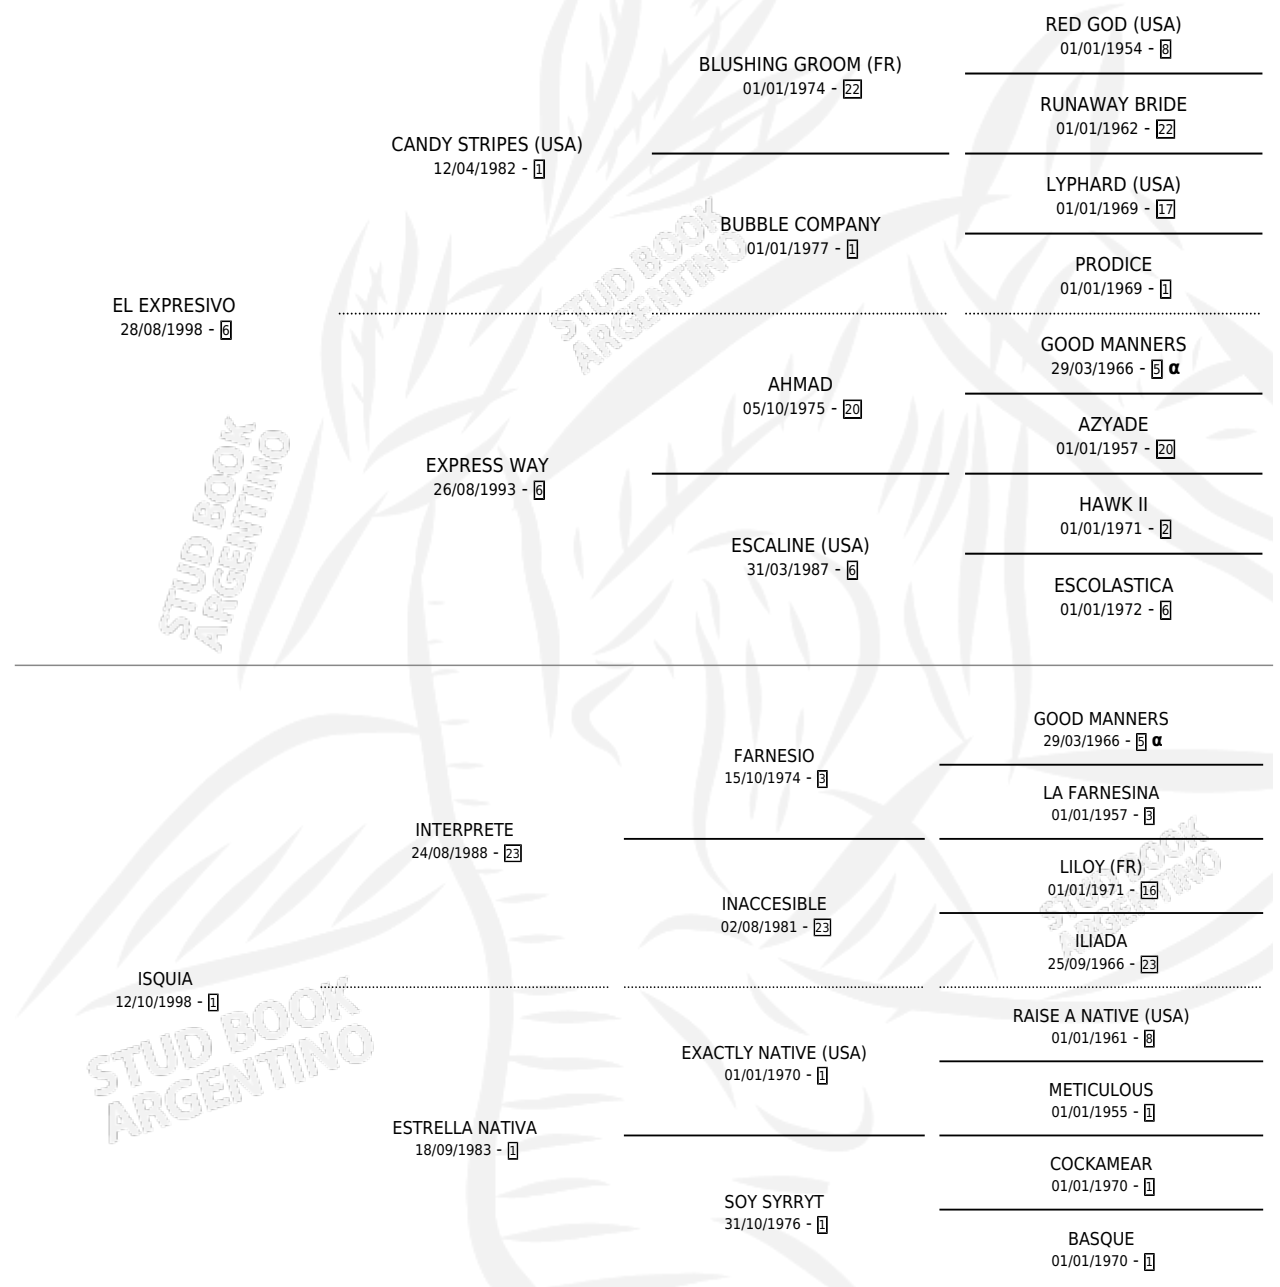 RED GOD (USA)
01/01/1954 - 8
BLUSHING GROOM (FR)
01/01/1974 - 22
RUNAWAY BRIDE
01/01/1962 - 22
CANDY STRIPES (USA)
12/04/1982 - 1
LYPHARD (USA)
01/01/1969 - 17
BUBBLE COMPANY
01/01/1977 - 1
PRODICE
01/01/1969 - 1
EL EXPRESIVO
28/08/1998 - 6
GOOD MANNERS
29/03/1966 - 5 α
AHMAD
05/10/1975 - 20
AZYADE
01/01/1957 - 20
EXPRESS WAY
26/08/1993 - 6
HAWK II
01/01/1971 - 2
ESCALINE (USA)
31/03/1987 - 6
ESCOLASTICA
01/01/1972 - 6
GOOD MANNERS
29/03/1966 - 5 α
FARNESIO
15/10/1974 - 3
LA FARNESINA
01/01/1957 - 3
INTERPRETE
24/08/1988 - 23
LILOY (FR)
01/01/1971 - 16
INACCESIBLE
02/08/1981 - 23
ILIADA
25/09/1966 - 23
ISQUIA
12/10/1998 - 1
RAISE A NATIVE (USA)
01/01/1961 - 8
EXACTLY NATIVE (USA)
01/01/1970 - 1
METICULOUS
01/01/1955 - 1
ESTRELLA NATIVA
18/09/1983 - 1
COCKAMEAR
01/01/1970 - 1
SOY SYRRYT
31/10/1976 - 1
BASQUE
01/01/1970 - 1
STUD BOOK
ARGENTINO
STUD BOOK
ARGENTINO
STUD BOOK
ARGENTINO
STUD BOOK
ARGENTINO